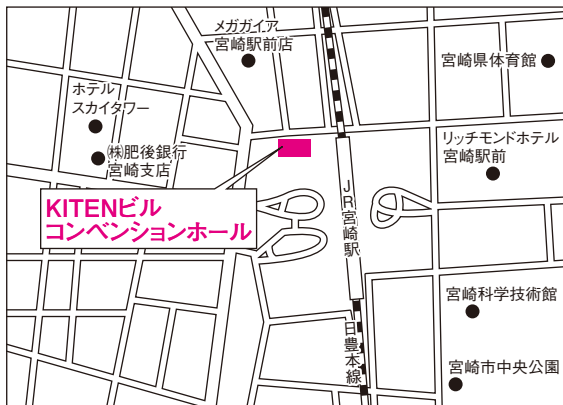 メガガイア
宮崎駅前店
宮崎県体育館
ホテル
スカイタワー
㈱肥後銀行
宮崎支店
リッチモンドホテル
宮崎駅前
KITENビル
コンベンションホール
JR宮崎駅
宮崎科学技術館
日豊本線
宮崎市中央公園